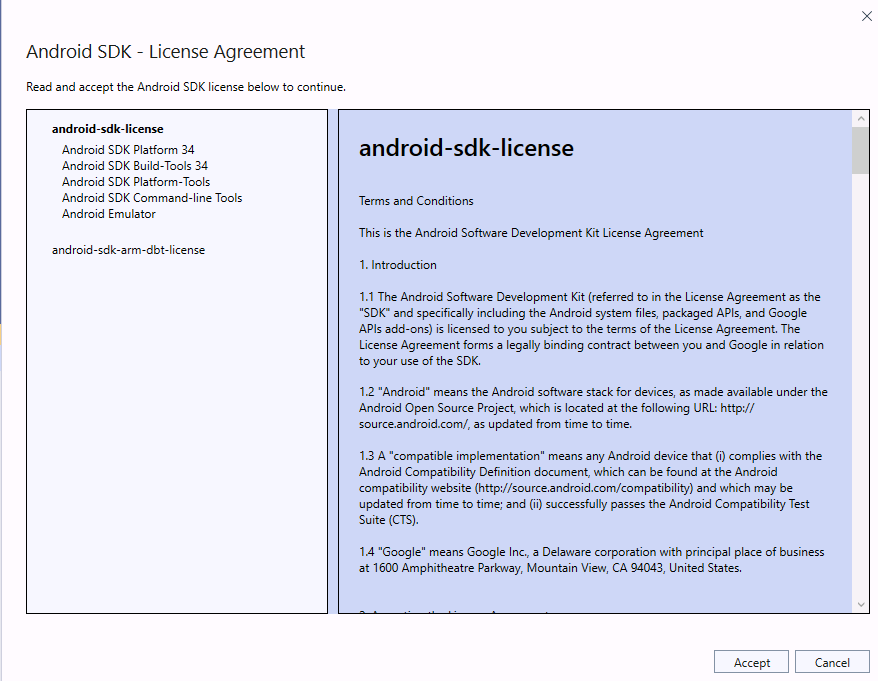 Android SDK - License Agreement
Read and accept the Android SDK license below to continue.
android-sdk-license
Android SDK Platform 34
Android SDK Build-Tools 34
Android SDK Platform-Tools
Android SDK Command-line Tools
Android Emulator
android-sdk-arm-dbt-license
android-sdk-license
Terms and Conditions
This is the Android Software Development Kit License Agreement
1. Introduction
1.1 The Android Software Development Kit (referred to in the License Agreement as the
"SDK" and specifically including the Android system files, packaged APIs, and Google
APIs add-ons) is licensed to you subject to the terms of the License Agreement. The
License Agreement forms a legally binding contract between you and Google in relation
to your use of the SDK.
1.2 "Android" means the Android software stack for devices, as made available under the
Android Open Source Project, which is located at the following URL: http://
source.android.com/, as updated from time to time.
1.3 A "compatible implementation" means any Android device that (i) complies with the
Android Compatibility Definition document, which can be found at the Android
compatibility website (http://source.android.com/compatibility) and which may be
updated from time to time; and (ii) successfully passes the Android Compatibility Test
Suite (CTS).
1.4 "Google" means Google Inc., a Delaware corporation with principal place of business
at 1600 Amphitheatre Parkway, Mountain View, CA 94043, United States.
Accept
Cancel